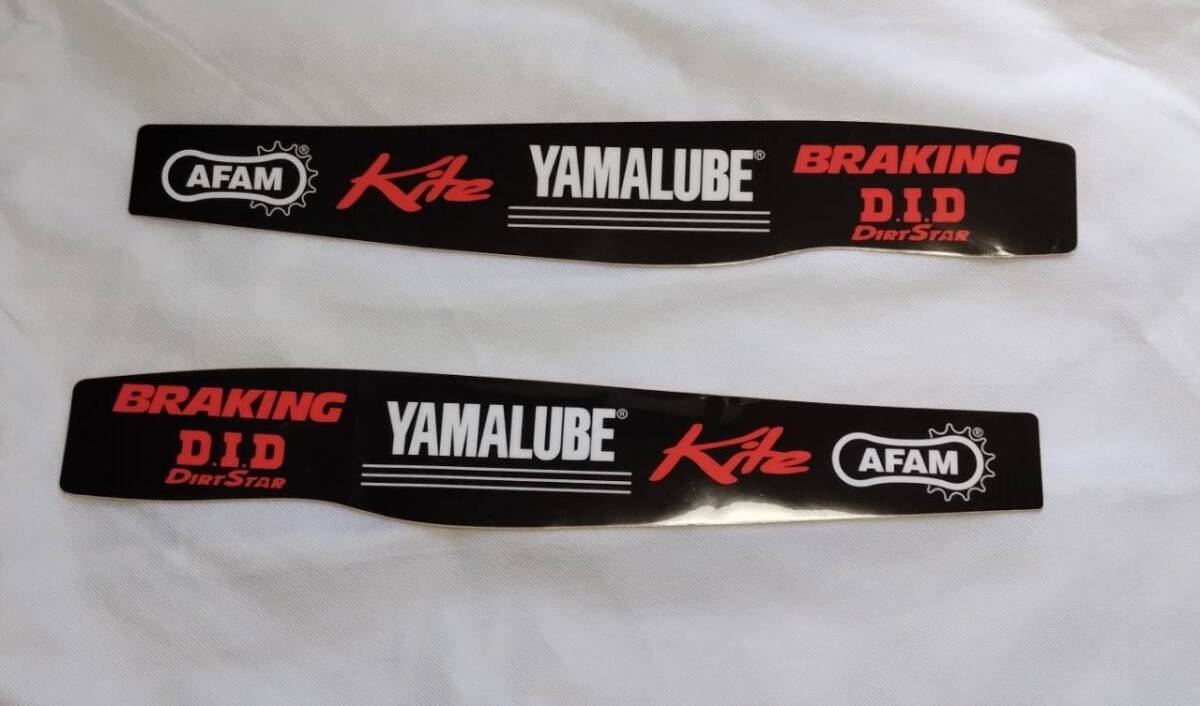 AFAM®
Kite
YAMALUBE®
BRAKING
D.I.D
DIRTSTAR
BRAKING
D.I.D
DIRTSTAR
YAMALUBE®
Kite
AFAM®